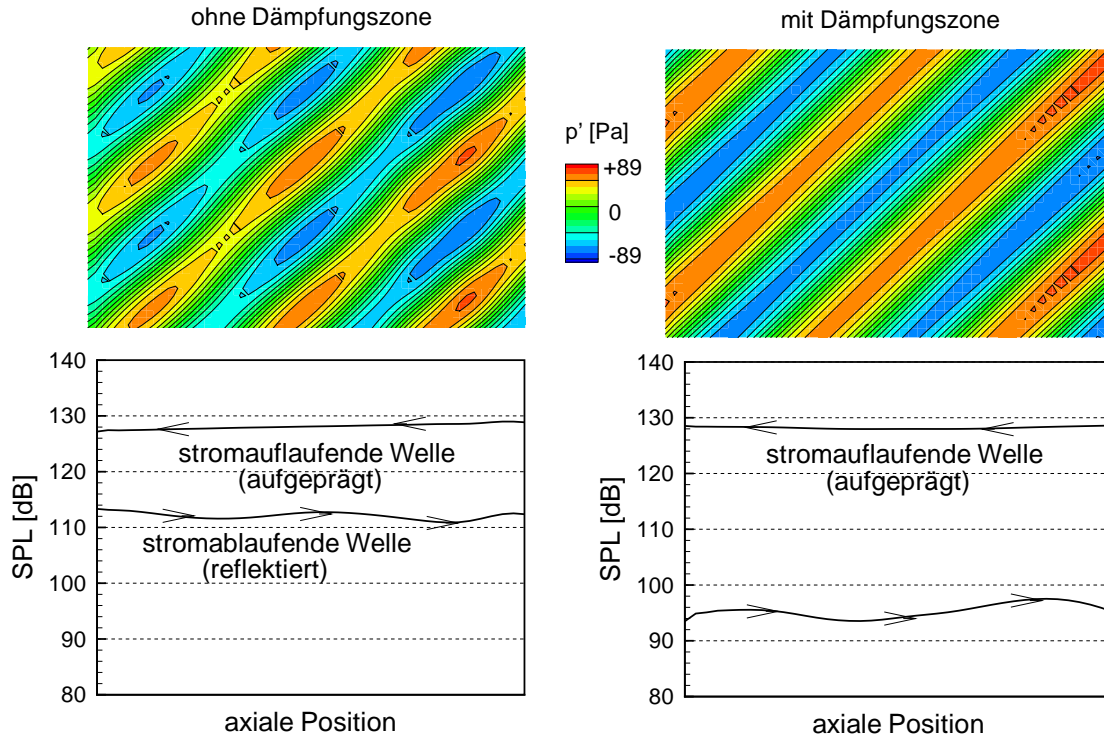 ohne Dämpfungszone
mit Dämpfungszone
p' [Pa]
+89
0
-89
140
130
120
110
100
90
80
SPL [dB]
stromauflaufende Welle
(aufgeprägt)
stromablaufende Welle
(reflektiert)
axiale Position
140
130
120
110
100
90
80
SPL [dB]
stromauflaufende Welle
(aufgeprägt)
axiale Position